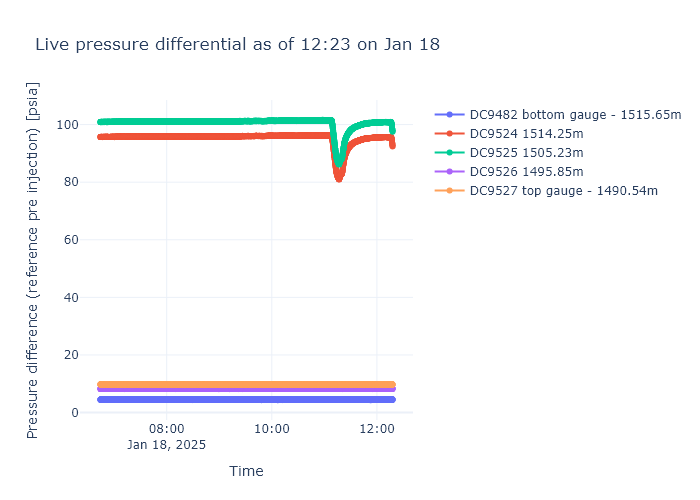 Live pressure differential as of 12:23 on Jan 18
Pressure difference (reference pre injection) [psia]
100
80
60
40
20
0
08:00
Jan 18, 2025
10:00
12:00
Time
DC9482 bottom gauge - 1515.65m
DC9524 1514.25m
DC9525 1505.23m
DC9526 1495.85m
DC9527 top gauge - 1490.54m